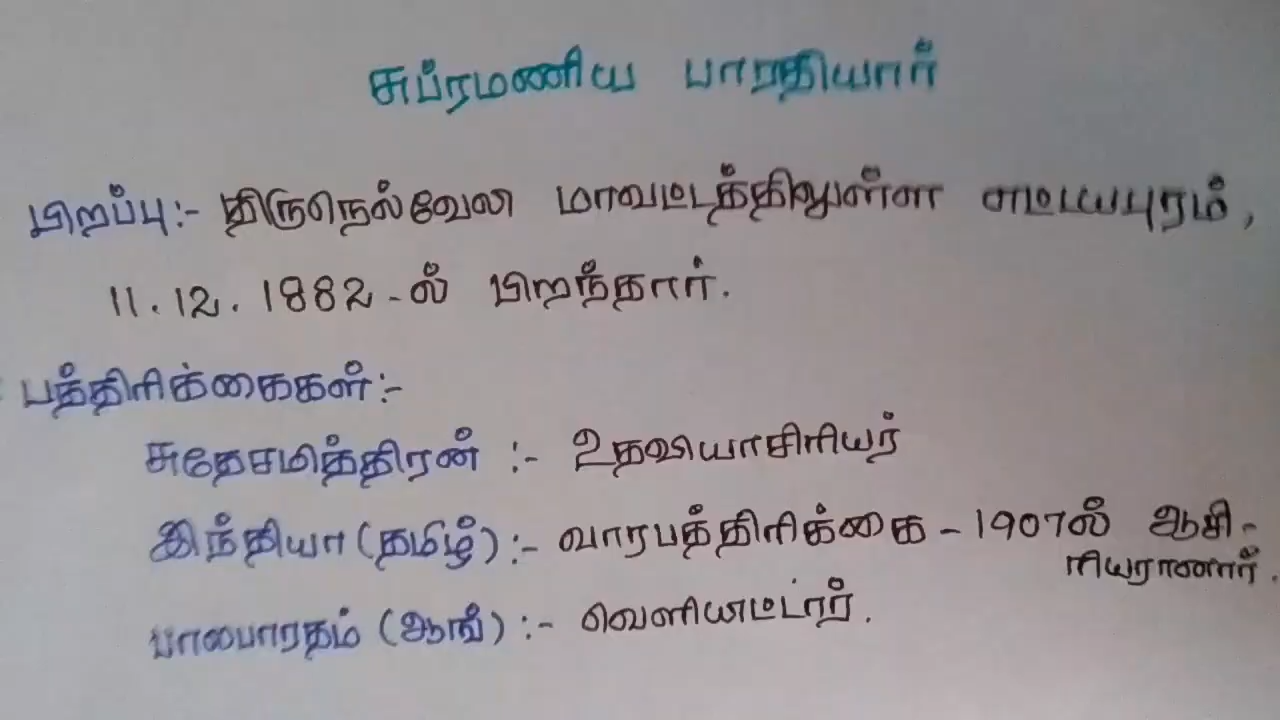 சுப்ரமணிய பாரதியார்
பிறப்பு:- திருநெல்வேலி மாவட்டத்திலுள்ள எட்டயபுரம்,
11.12.1882-ல் பிறந்தார்.
பத்திரிக்கைகள்:-
சுதேசமித்திரன் :- உதவியாசிரியர்
இந்தியா (தமிழ்) :- வாரபத்திரிக்கை - 1907ல் ஆசி-
ரியரானார்.
பாலபாரதம் (ஆங்) :- வெளியிட்டார்.